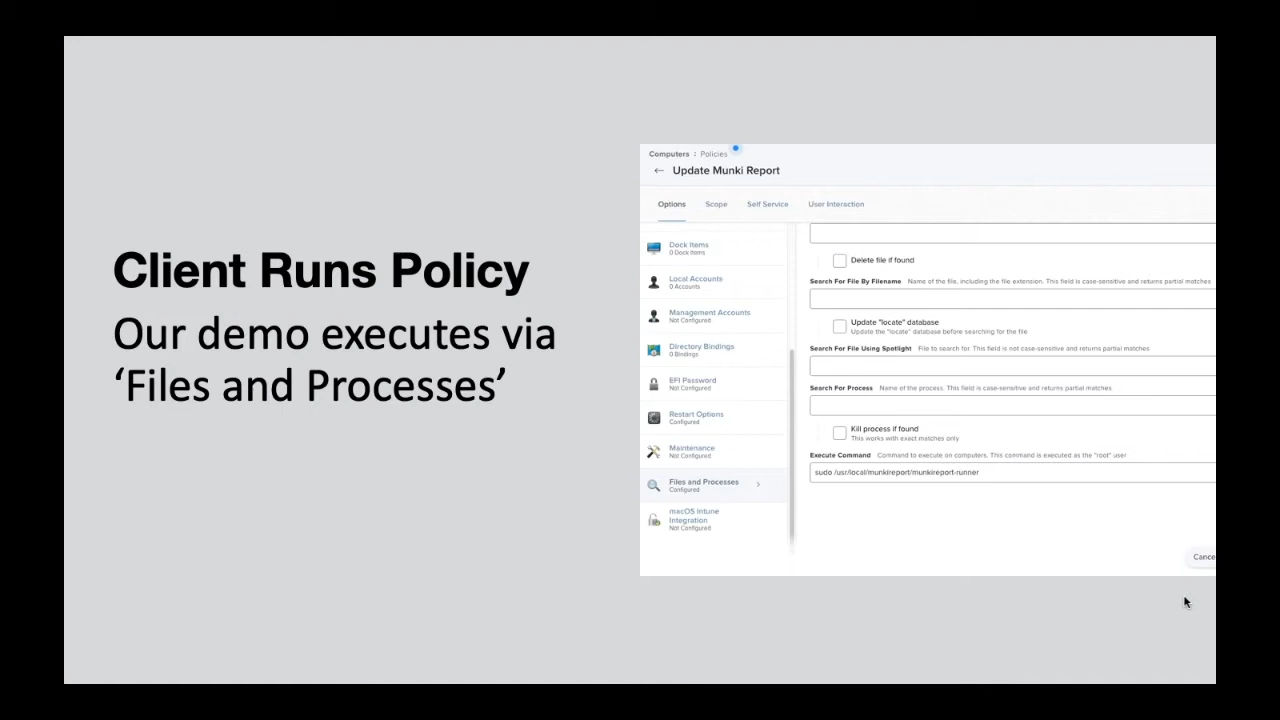 Client Runs Policy
Our demo executes via
‘Files and Processes’
Computers : Policies
← Update Munki Report
Options Scope Self Service User Interaction
Dock Items
0 Dock Items
Local Accounts
0 Accounts
Management Accounts
Not Configured
Directory Bindings
0 Bindings
EFI Password
Not Configured
Restart Options
Configured
Maintenance
Not Configured
Files and Processes
Configured
macOS Intune
Integration
Not Configured
Delete file if found
Search For File By Filename Name of the file, including the file extension. This field is case-sensitive and returns partial matches
Update "locate" database
Update the "locate" database before searching for the file
Search For File Using Spotlight File to search for. This field is not case-sensitive and returns partial matches
Search For Process Name of the process. This field is case-sensitive and returns partial matches
Kill process if found
This works with exact matches only
Execute Command Command to execute on computers. This command is executed as the "root" user
sudo /usr/local/munkireport/munkireport-runner
Cance